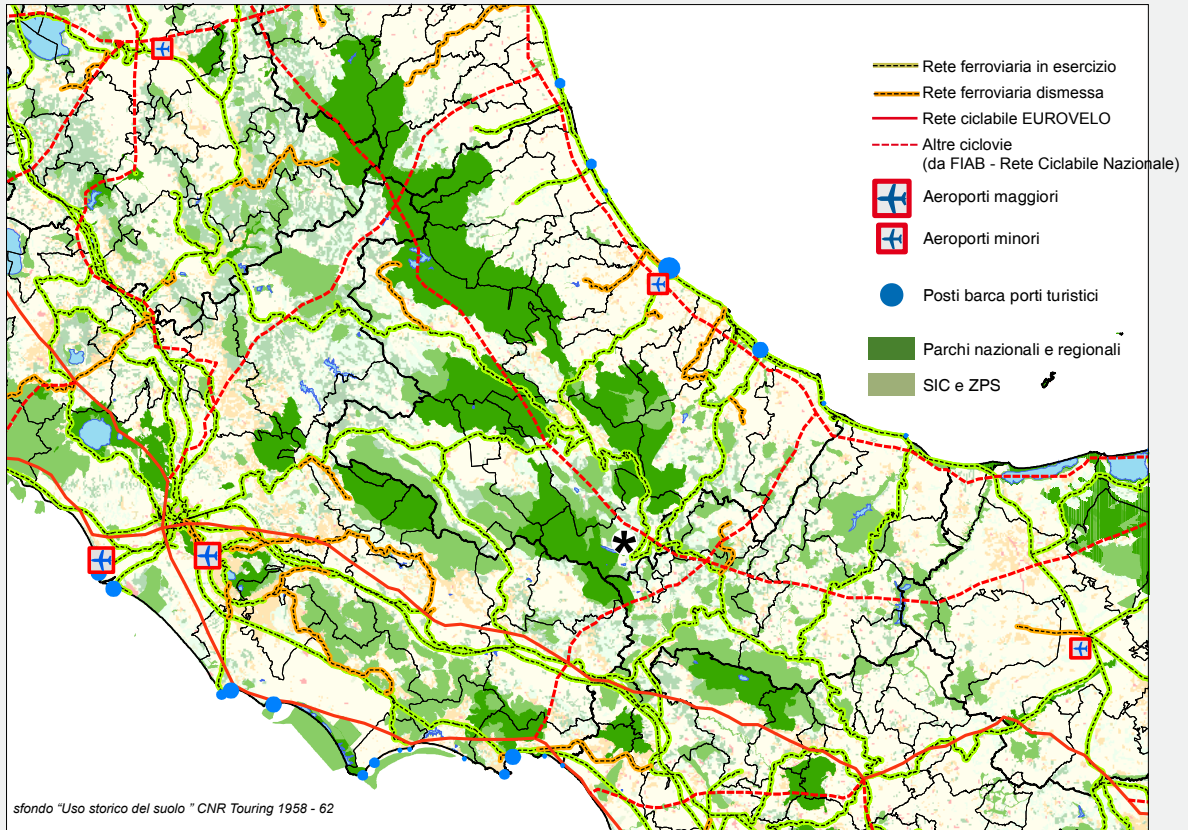 Rete ferroviaria in esercizio
Rete ferroviaria dismessa
Rete ciclabile EUROVELO
Altre ciclovie
(da FIAB - Rete Ciclabile Nazionale)
Aeroporti maggiori
Aeroporti minori
Posti barca porti turistici
Parchi nazionali e regionali
SIC e ZPS
*
sfondo "Uso storico del suolo " CNR Touring 1958 - 62